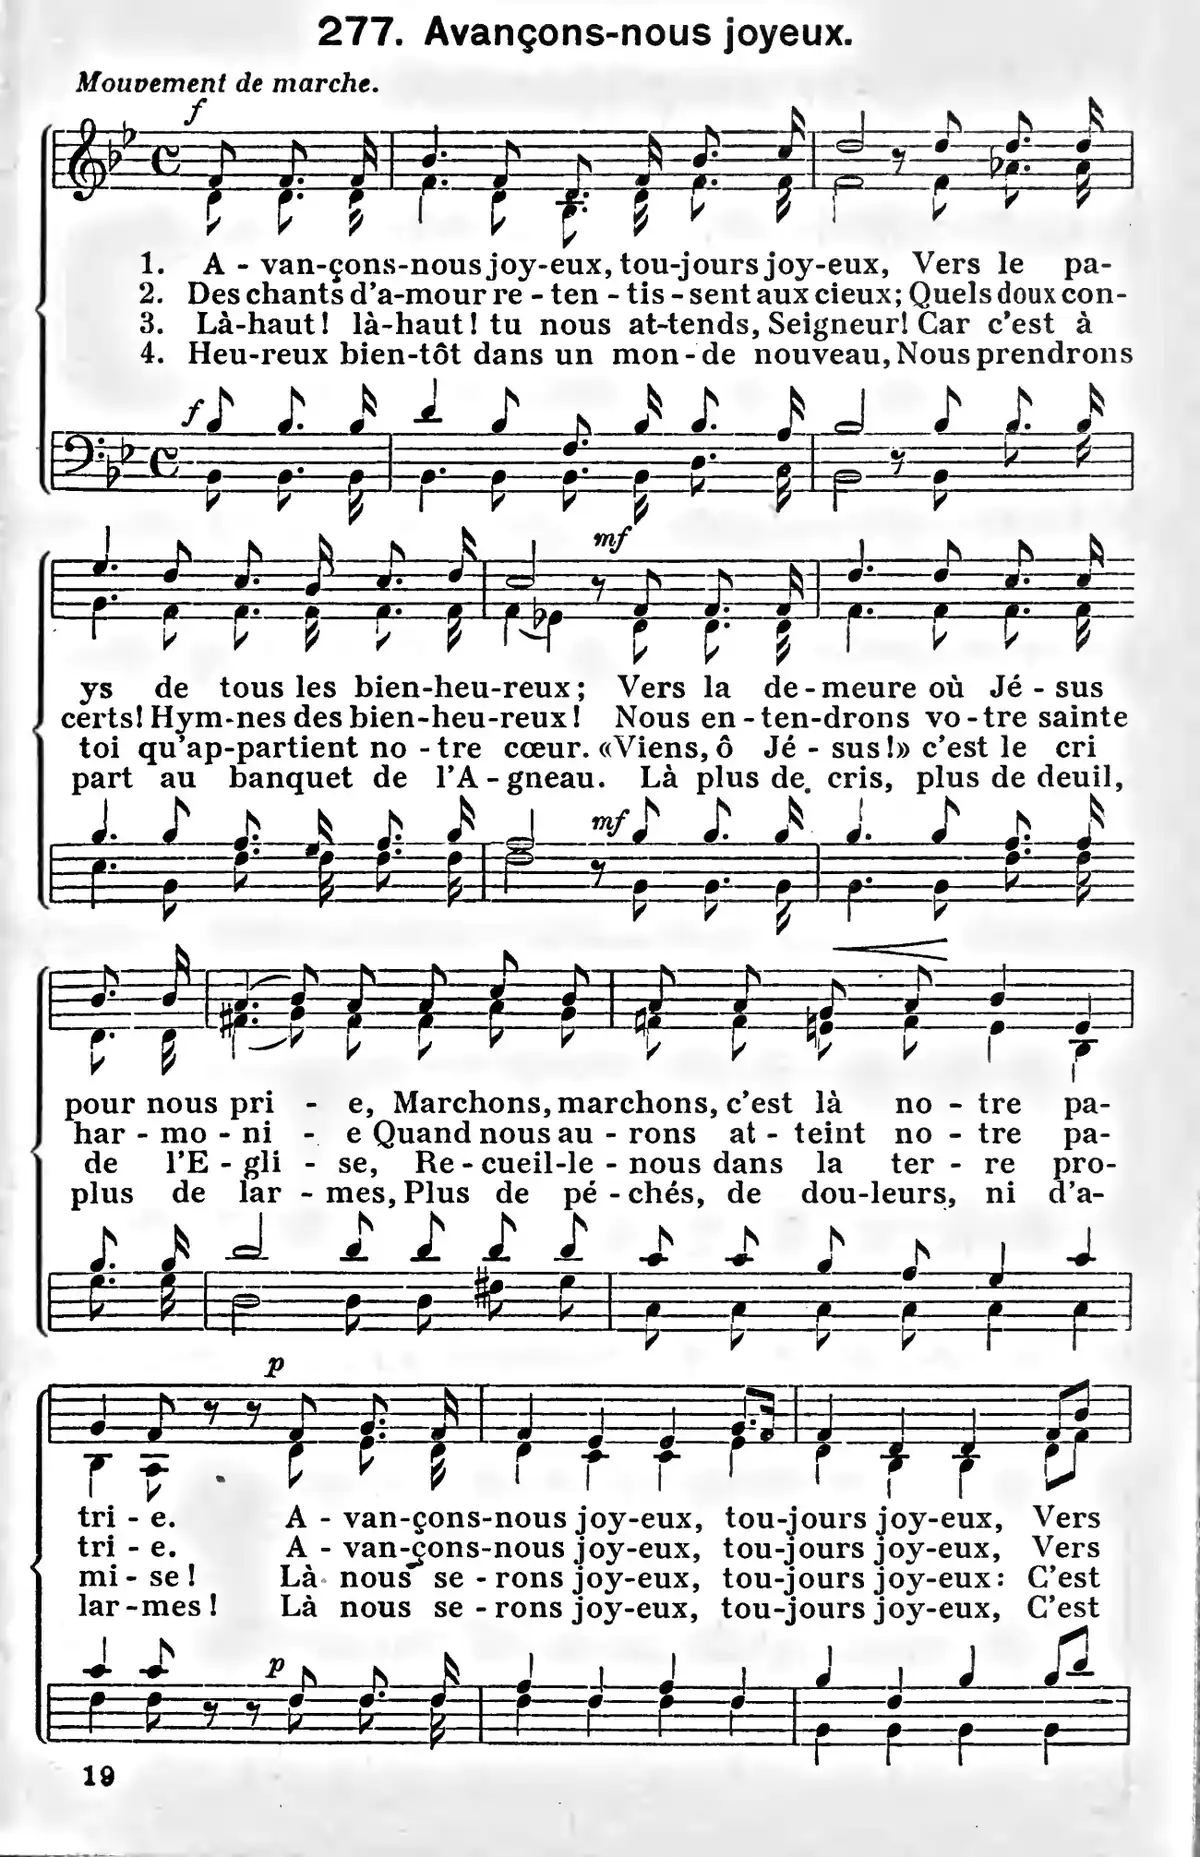 277. Avançons-nous joyeux.
Mouvement de marche.
f
1. A - van-çons-nous joy-eux, tou-jours joy-eux, Vers le pa-
2. Des chants d'a-mour re - ten - tis - sent aux cieux; Quels doux con-
3. Là-haut! là-haut! tu nous at-tends, Seigneur! Car c'est à
4. Heu-reux bien-tôt dans un mon-de nouveau, Nous prendrons
f
mf
ys de tous les bien-heu-reux; Vers la de-meure où Jé - sus
certs! Hym-nes des bien-heu-reux! Nous en-ten-drons vo-tre sainte
toi qu'ap-partient no - tre cœur. «Viens, ô Jé - sus!» c'est le cri
part au banquet de l'A-gneau. Là plus de cris, plus de deuil,
mf
pour nous pri - e, Marchons, marchons, c'est là no - tre pa-
har - mo - ni - e Quand nous au - rons at - teint no - tre pa-
de l'E - gli - se, Re - cueil-le - nous dans la ter - re pro-
plus de lar - mes, Plus de pé - chés, de dou-leurs, ni d'a-
p
tri - e. A - van-çons-nous joy-eux, tou-jours joy-eux, Vers
tri - e. A - van-çons-nous joy-eux, tou-jours joy-eux, Vers
mi - se! Là nous se - rons joy-eux, tou-jours joy-eux: C'est
lar-mes! Là nous se - rons joy-eux, tou-jours joy-eux, C'est
p
19